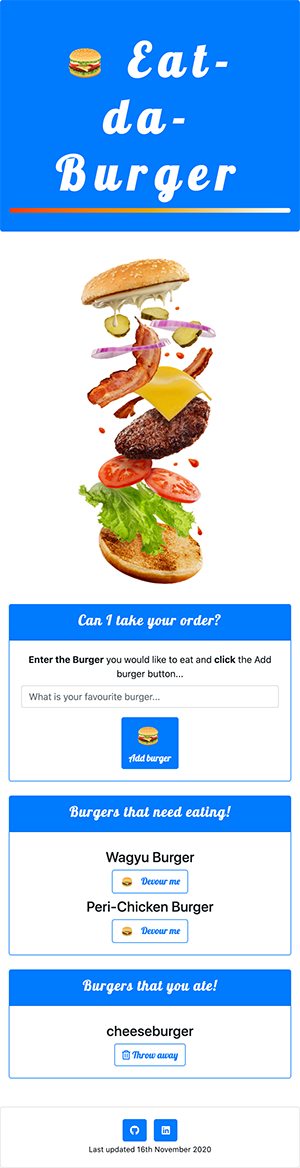 Eat-
da-
Burger
Can I take your order?
Enter the Burger you would like to eat and click the Add
burger button...
What is your favourite burger...
Add burger
Burgers that need eating!
Wagyu Burger
Devour me
Peri-Chicken Burger
Devour me
Burgers that you ate!
cheeseburger
Throw away
Last updated 16th November 2020